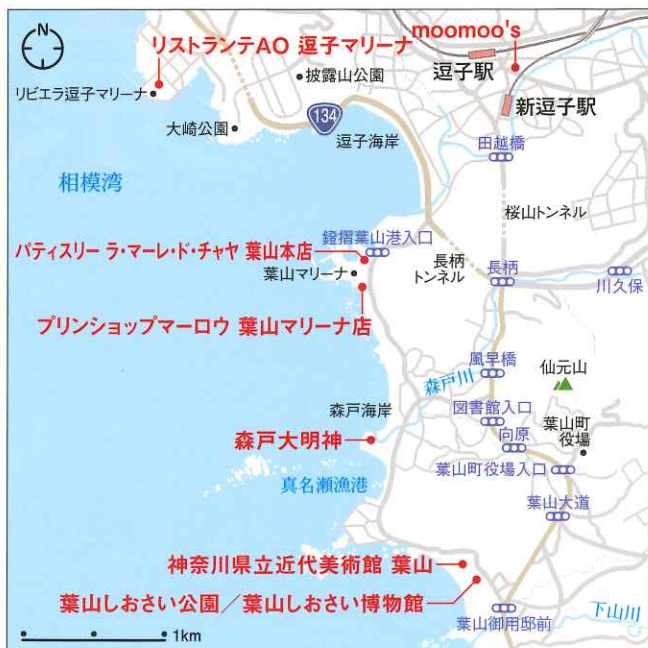 N
moomoo's
リストランテAO 逗子マリーナ
逗子駅
披露山公園
リビエラ逗子マリーナ
新逗子駅
134
大崎公園
逗子海岸
田越橋
相模湾
桜山トンネル
鐙摺葉山港入口
パティスリー ラ・マーレ・ド・チャヤ 葉山本店
葉山マリーナ
長柄
トンネル
長柄
川久保
プリンショップマーロウ 葉山マリーナ店
風早橋
仙元山
森戸川
森戸海岸
図書館入口
葉山町
役場
向原
森戸大明神
葉山町役場入口
真名瀬漁港
葉山大道
神奈川県立近代美術館 葉山
葉山しおさい公園／葉山しおさい博物館
下山川
葉山御用邸前
1km